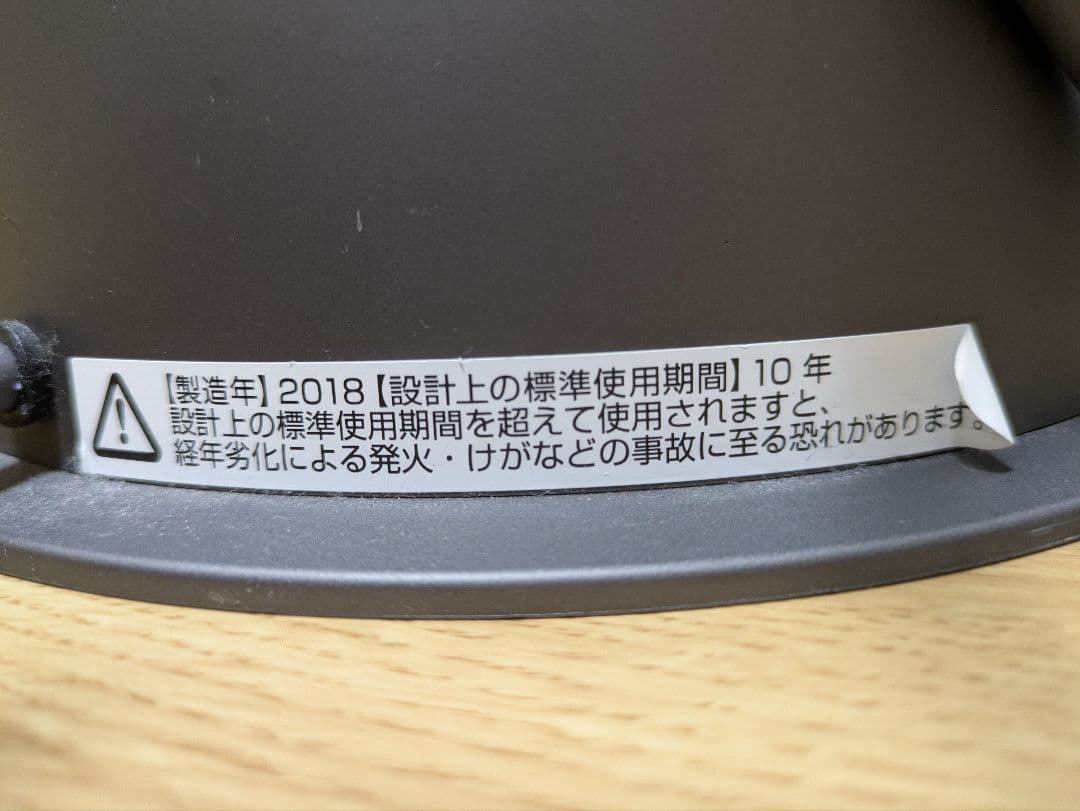 【製造年】2018【設計上の標準使用期間】10年
設計上の標準使用期間を超えて使用されますと、
経年劣化による発火・けがなどの事故に至る恐れがあります。